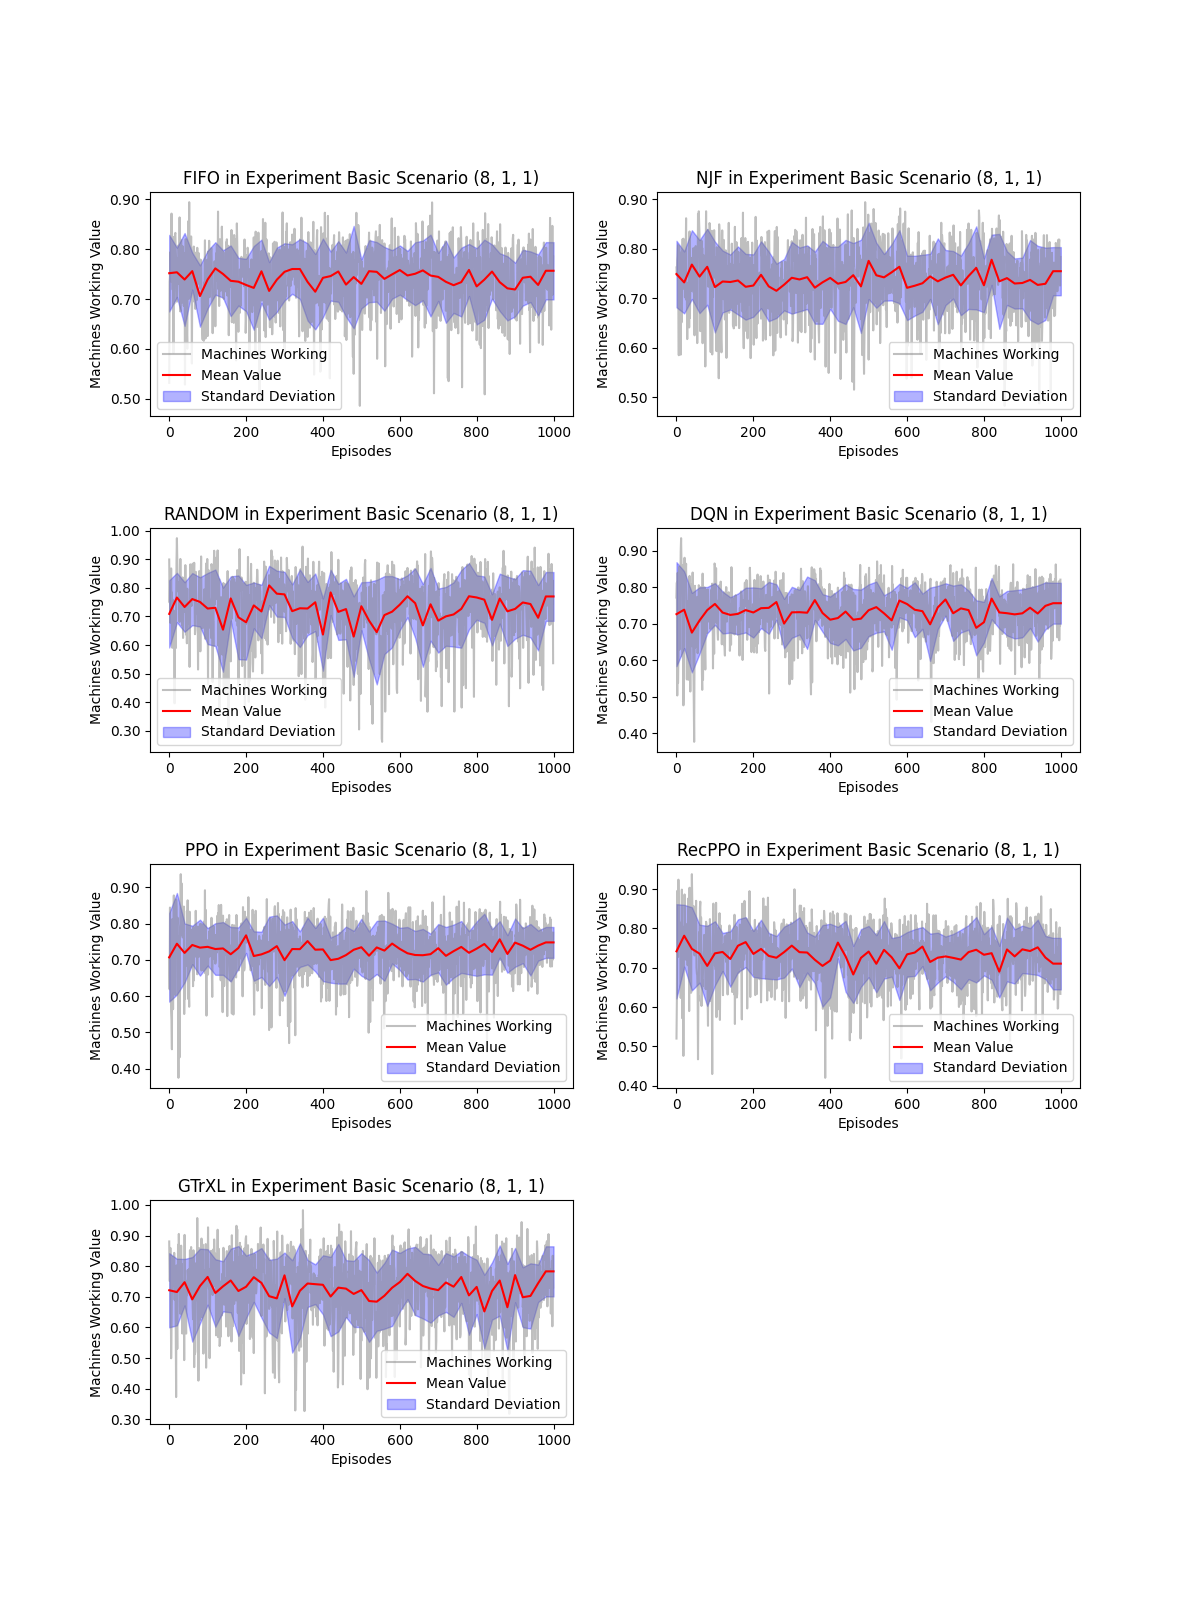 FIFO in Experiment Basic Scenario (8, 1, 1)
Machines Working Value
0.90
0.80
0.70
0.60
0.50
Machines Working
Mean Value
Standard Deviation
0 200 400 600 800 1000
Episodes
NJF in Experiment Basic Scenario (8, 1, 1)
Machines Working Value
0.90
0.80
0.70
0.60
0.50
Machines Working
Mean Value
Standard Deviation
0 200 400 600 800 1000
Episodes
RANDOM in Experiment Basic Scenario (8, 1, 1)
Machines Working Value
1.00
0.90
0.80
0.70
0.60
0.50
0.40
0.30
Machines Working
Mean Value
Standard Deviation
0 200 400 600 800 1000
Episodes
DQN in Experiment Basic Scenario (8, 1, 1)
Machines Working Value
0.90
0.80
0.70
0.60
0.50
0.40
Machines Working
Mean Value
Standard Deviation
0 200 400 600 800 1000
Episodes
PPO in Experiment Basic Scenario (8, 1, 1)
Machines Working Value
0.90
0.80
0.70
0.60
0.50
0.40
Machines Working
Mean Value
Standard Deviation
0 200 400 600 800 1000
Episodes
RecPPO in Experiment Basic Scenario (8, 1, 1)
Machines Working Value
0.90
0.80
0.70
0.60
0.50
0.40
Machines Working
Mean Value
Standard Deviation
0 200 400 600 800 1000
Episodes
GTrXL in Experiment Basic Scenario (8, 1, 1)
Machines Working Value
1.00
0.90
0.80
0.70
0.60
0.50
0.40
0.30
Machines Working
Mean Value
Standard Deviation
0 200 400 600 800 1000
Episodes